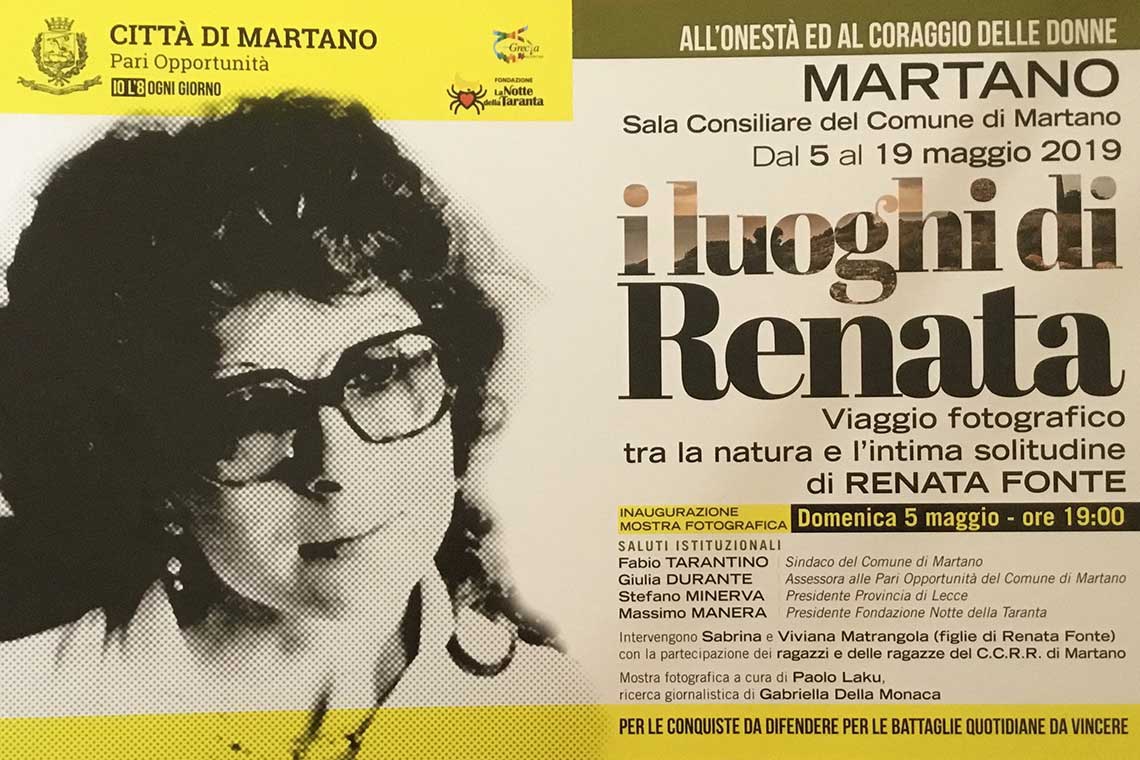 CITTÀ DI MARTANO
Pari Opportunità
IO L'8 OGNI GIORNO
Grecìa
FONDAZIONE
La Notte
della Taranta
ALL'ONESTÀ ED AL CORAGGIO DELLE DONNE
MARTANO
Sala Consiliare del Comune di Martano
Dal 5 al 19 maggio 2019
i luoghi di
Renata
Viaggio fotografico
tra la natura e l'intima solitudine
di RENATA FONTE
INAUGURAZIONE
MOSTRA FOTOGRAFICA
Domenica 5 maggio - ore 19:00
SALUTI ISTITUZIONALI
Fabio TARANTINO Sindaco del Comune di Martano
Giulia DURANTE Assessora alle Pari Opportunità del Comune di Martano
Stefano MINERVA Presidente Provincia di Lecce
Massimo MANERA Presidente Fondazione Notte della Taranta
Intervengono Sabrina e Viviana Matrangola (figlie di Renata Fonte)
con la partecipazione dei ragazzi e delle ragazze del C.C.R.R. di Martano
Mostra fotografica a cura di Paolo Laku,
ricerca giornalistica di Gabriella Della Monaca
PER LE CONQUISTE DA DIFENDERE PER LE BATTAGLIE QUOTIDIANE DA VINCERE